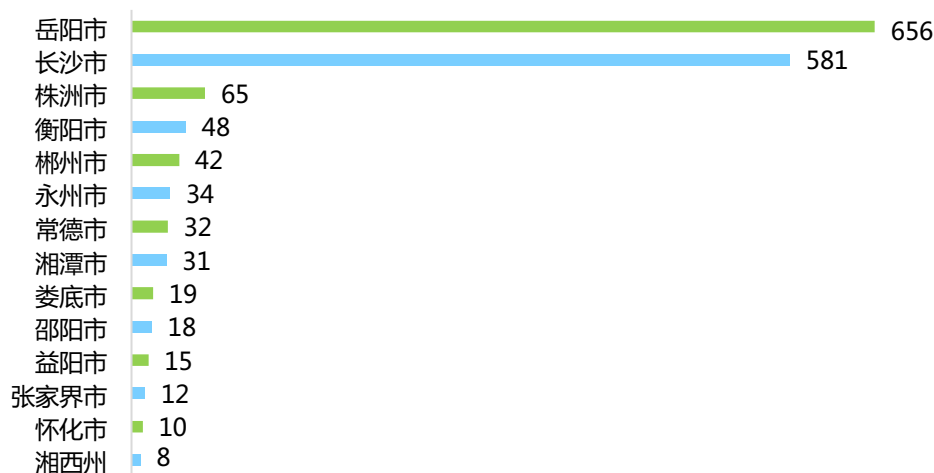 岳阳市 656
长沙市 581
株洲市 65
衡阳市 48
郴州市 42
永州市 34
常德市 32
湘潭市 31
娄底市 19
邵阳市 18
益阳市 15
张家界市 12
怀化市 10
湘西州 8